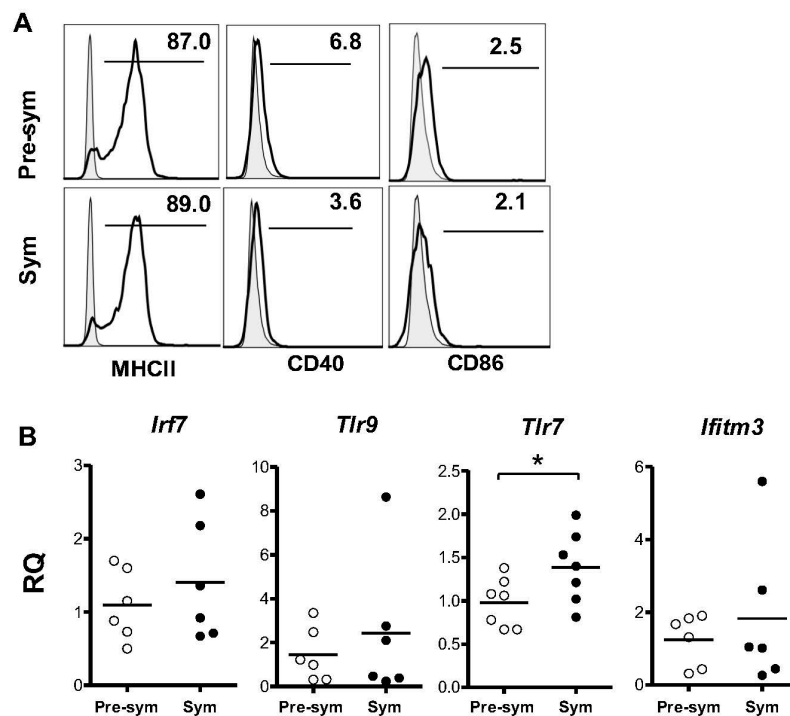 A
Pre-sym
87.0
6.8
2.5
Sym
89.0
3.6
2.1
MHCII
CD40
CD86
B
Irf7
Tlr9
Tlr7
Ifitm3
RQ
3
2
1
0
10
8
6
4
2
0
*
2.5
2.0
1.5
1.0
0.5
0.0
6
4
2
0
Pre-sym Sym
Pre-sym Sym
Pre-sym Sym
Pre-sym Sym